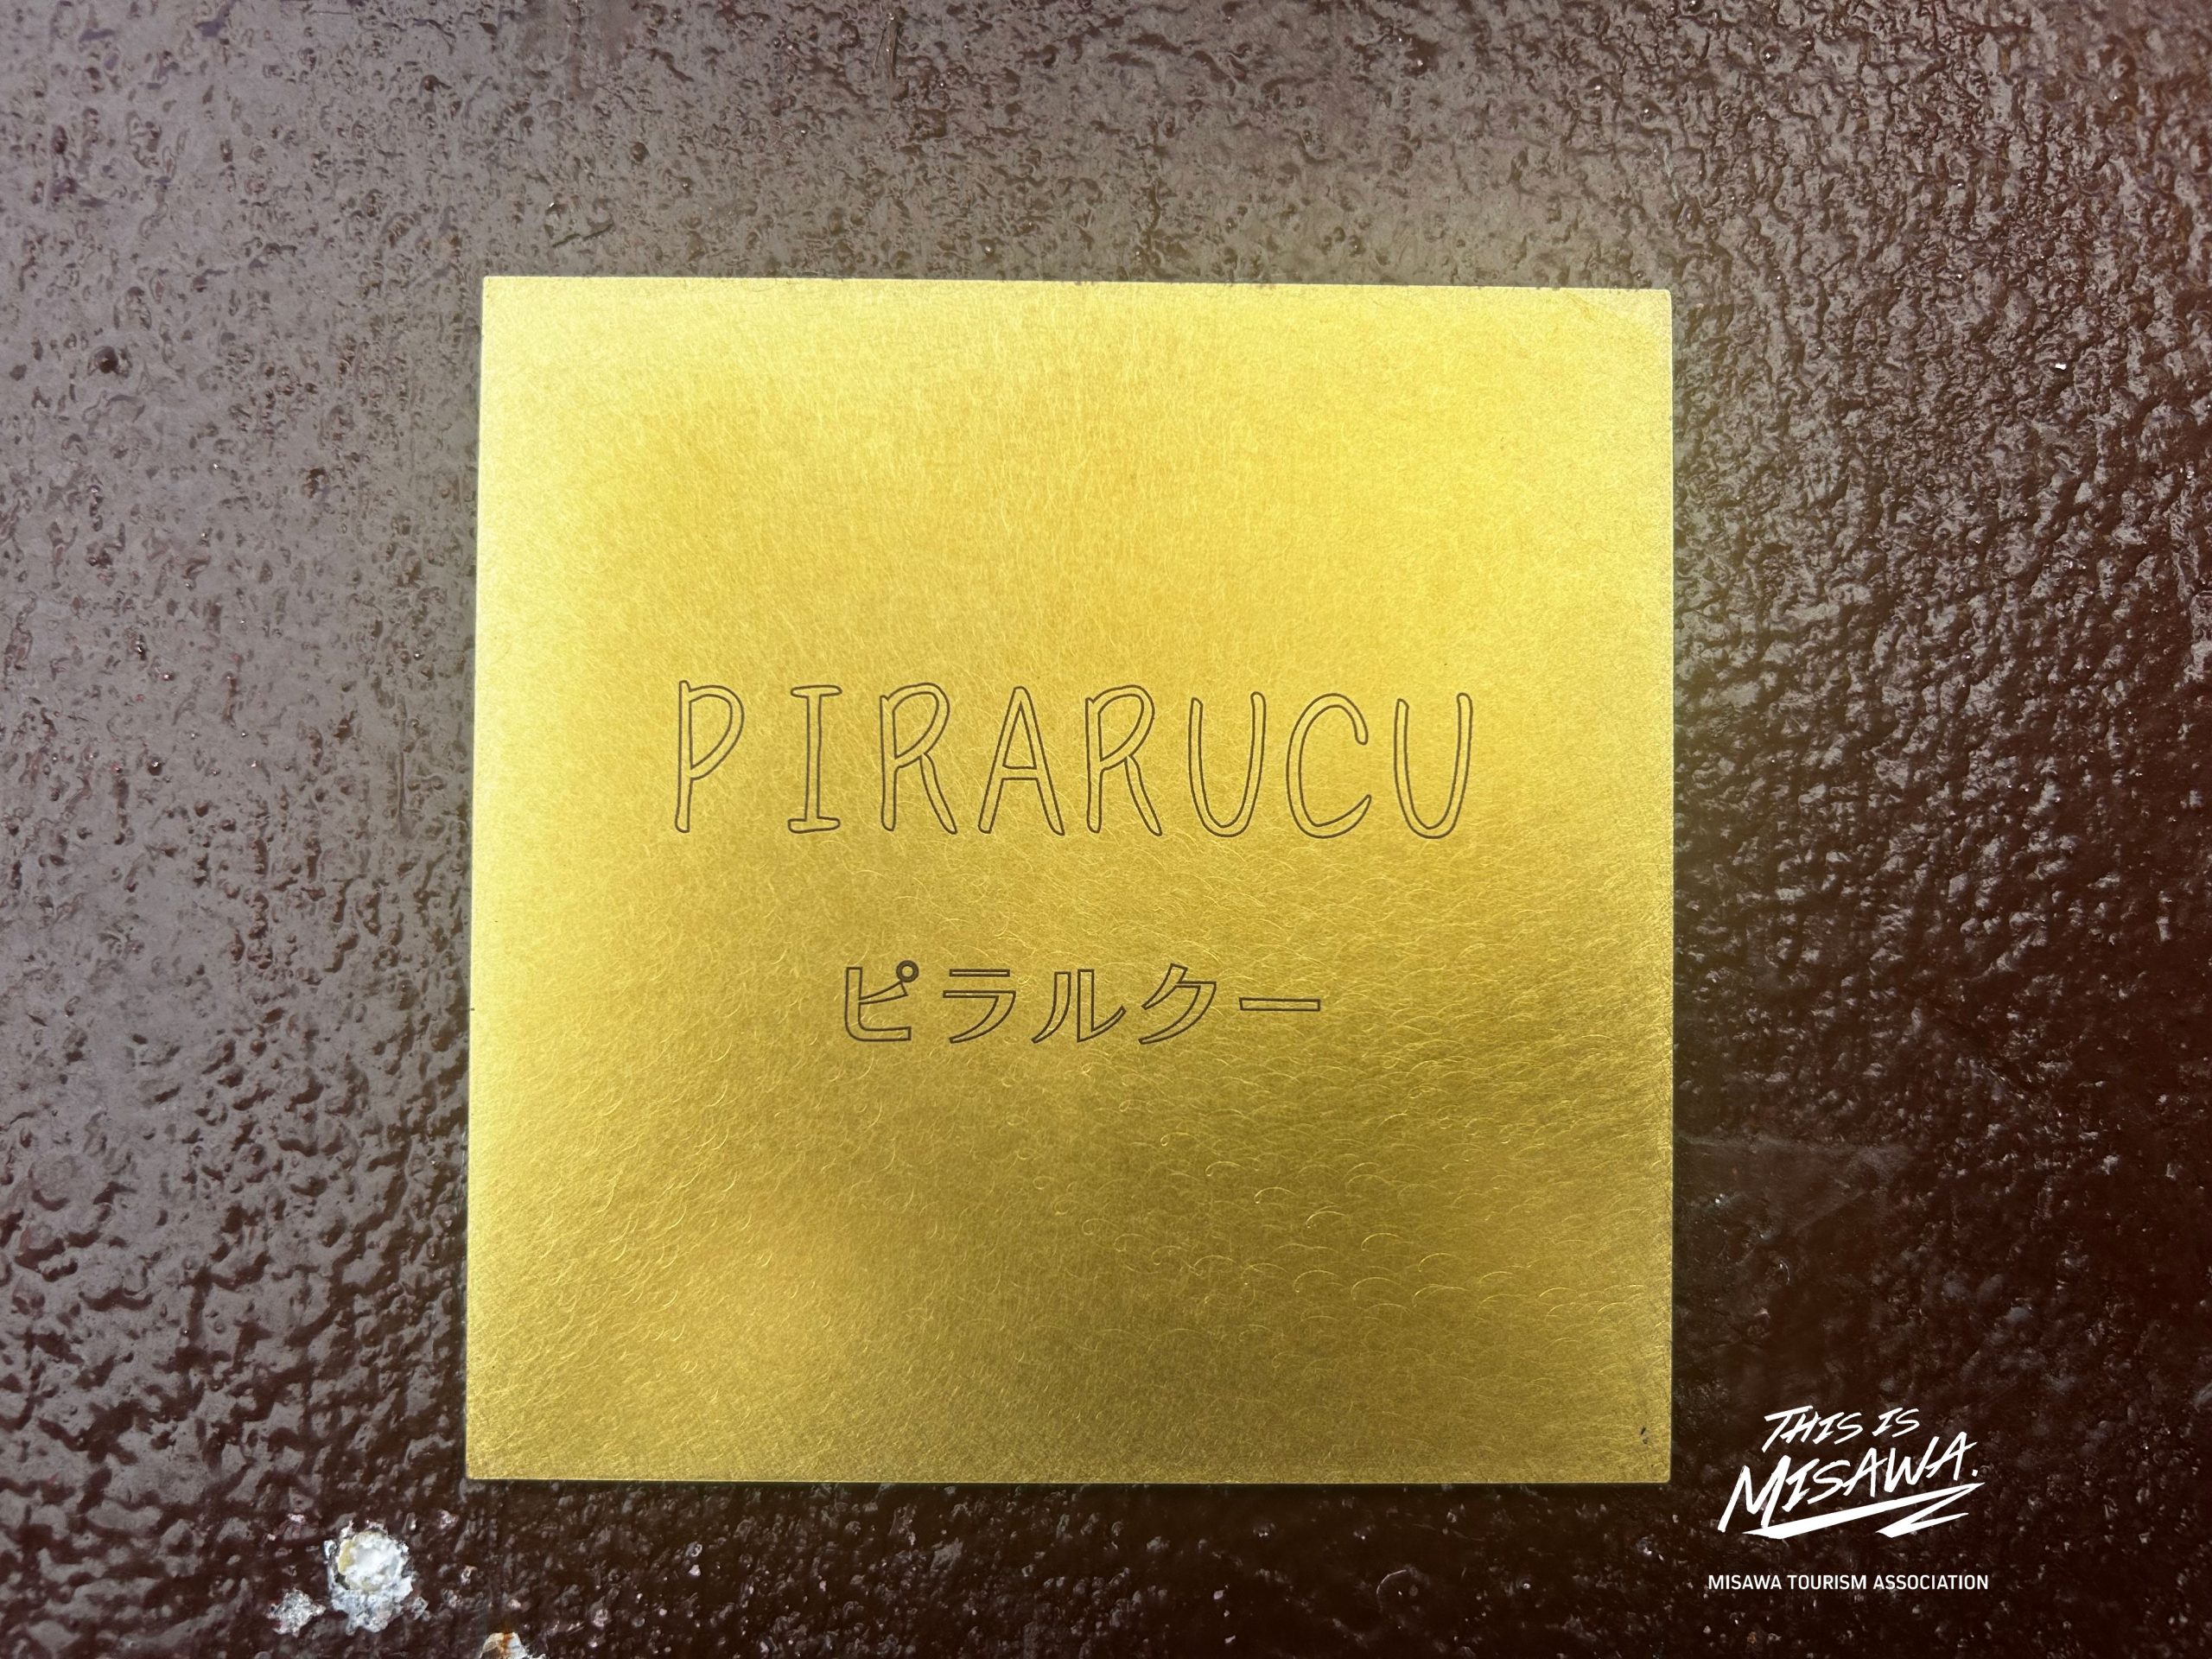 PIRARUCU
ピラルクー
THIS IS
MISAWA.
MISAWA TOURISM ASSOCIATION